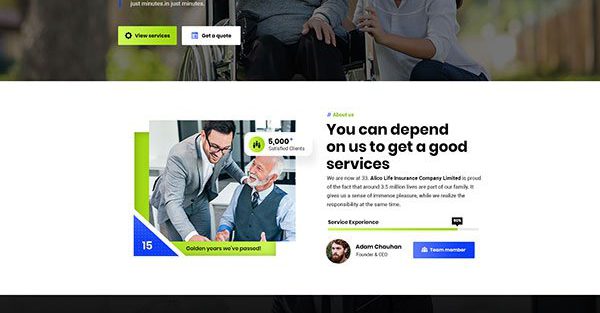 just minutes.in just minutes.
View services
Get a quote
5,000+
Satisfied Clients
15
Golden years we've passed!
// About us
You can depend
on us to get a good
services
We are now at 33. Alico Life Insurance Company Limited is proud
of the fact that around 3.5 million lives are part of our family. It
gives us a sense of immense pleasure, while we realize the
responsibility at the same time.
Service Experience
90%
Adam Chauhan
Founder & CEO
Team member